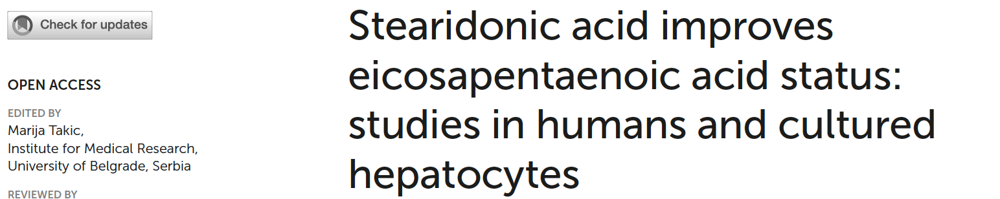 Check for updates
OPEN ACCESS
EDITED BY
Marija Takic,
Institute for Medical Research,
University of Belgrade, Serbia
REVIEWED BY
Stearidonic acid improves
eicosapentaenoic acid status:
studies in humans and cultured
hepatocytes